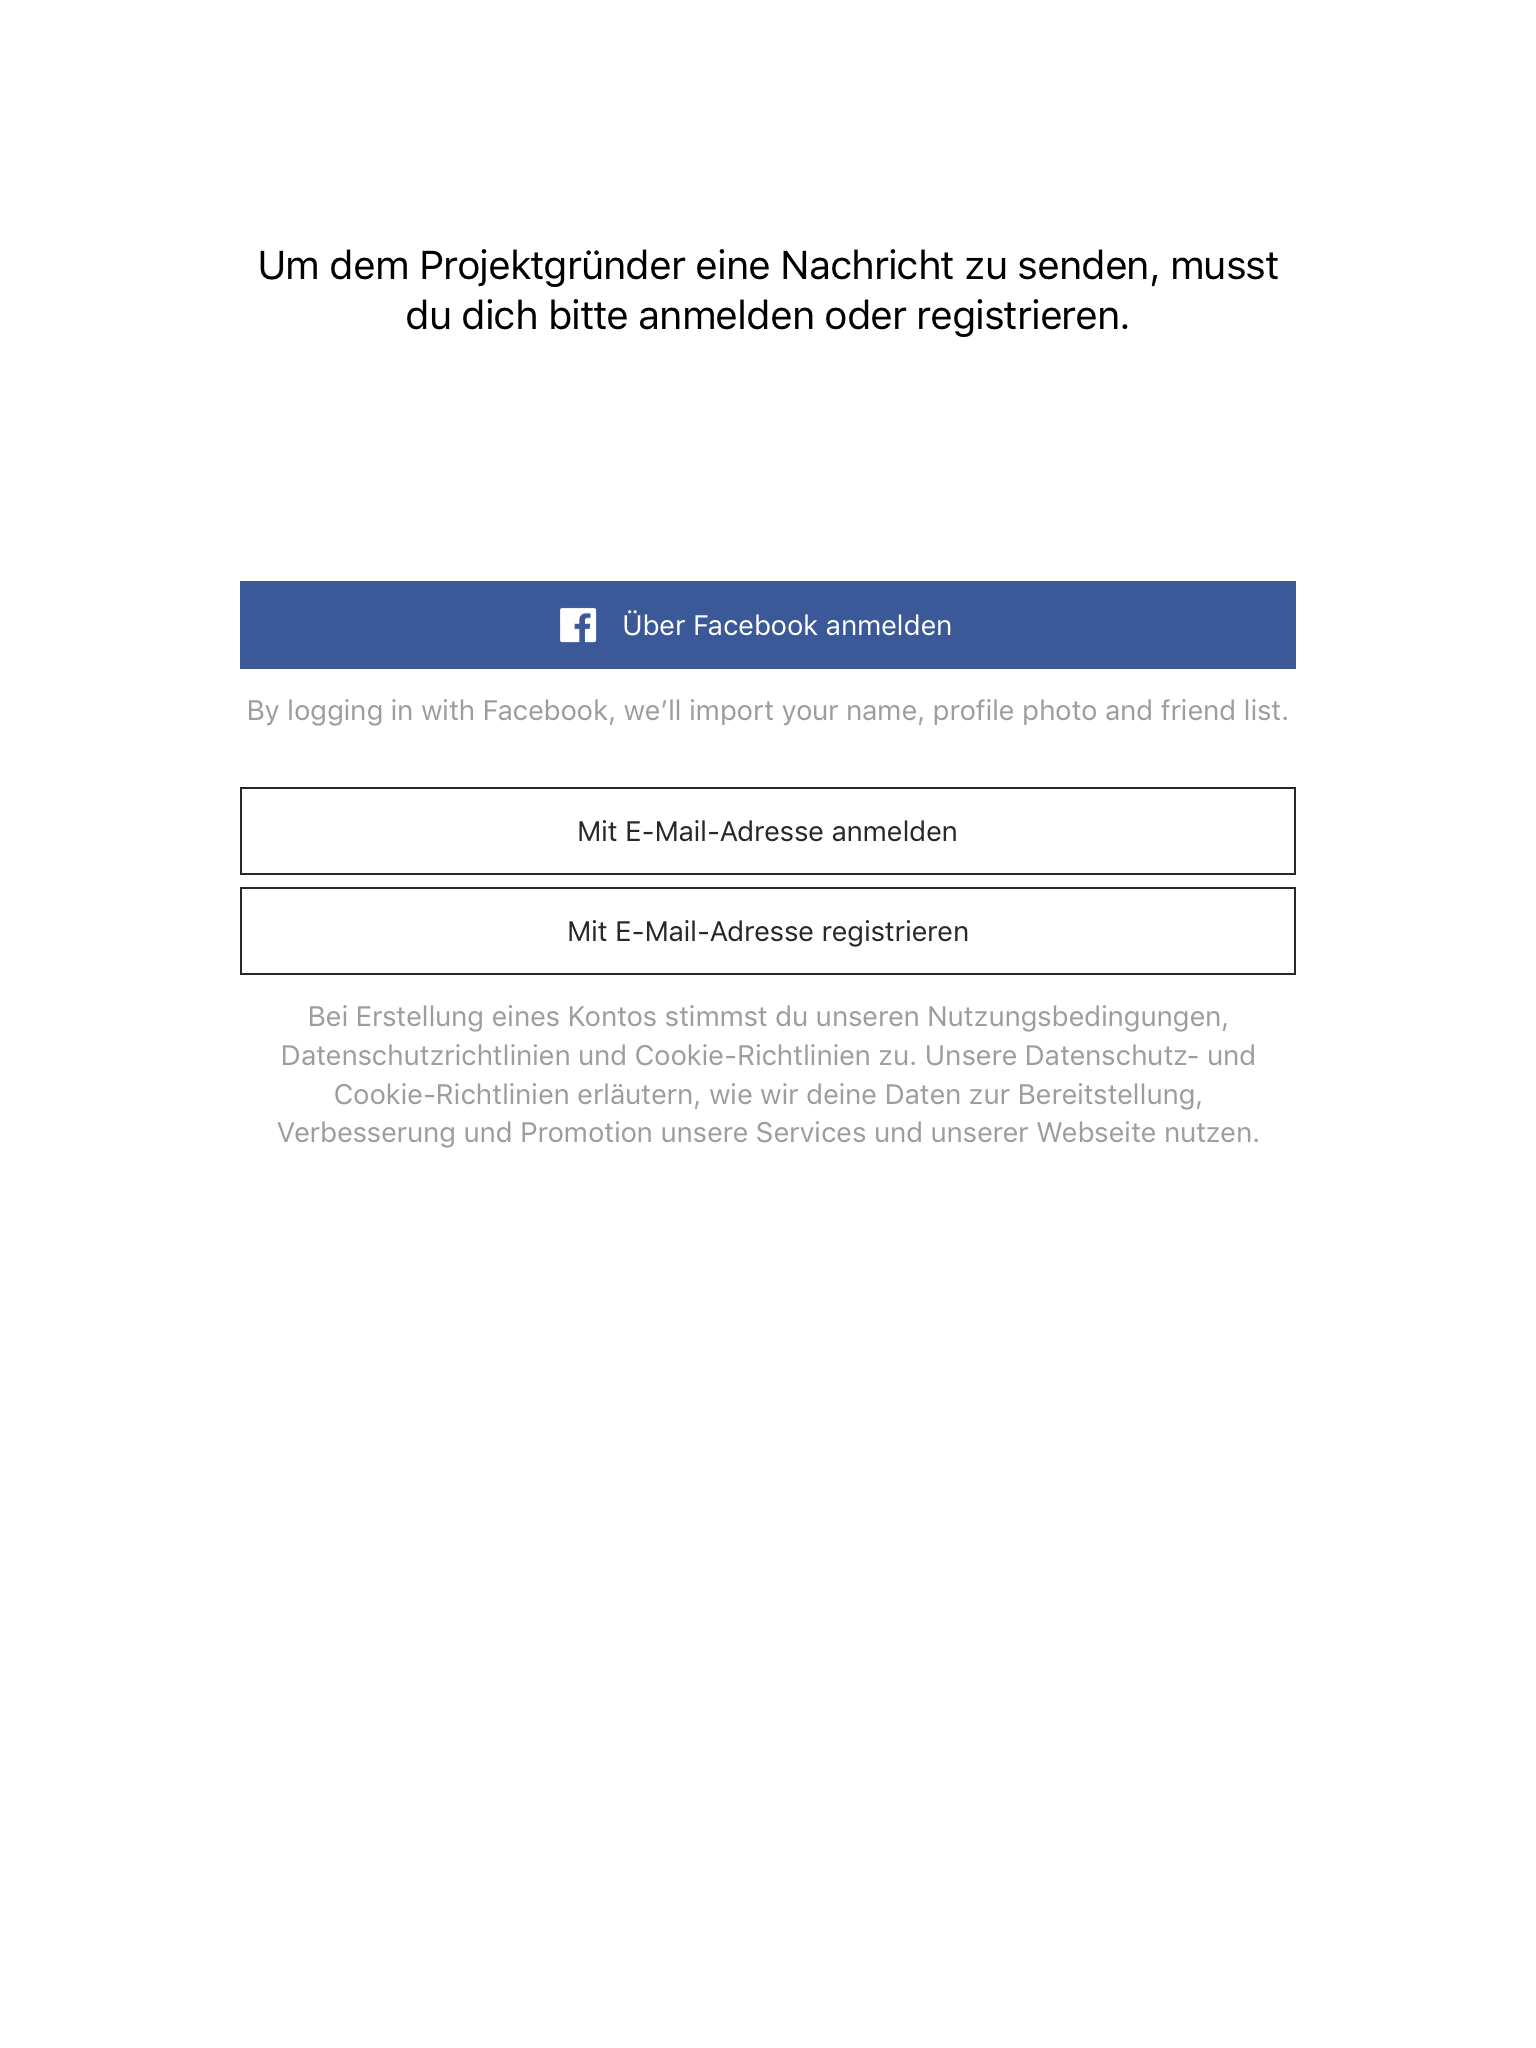 Um dem Projektgründer eine Nachricht zu senden, musst
du dich bitte anmelden oder registrieren.
Über Facebook anmelden
By logging in with Facebook, we’ll import your name, profile photo and friend list.
Mit E-Mail-Adresse anmelden
Mit E-Mail-Adresse registrieren
Bei Erstellung eines Kontos stimmst du unseren Nutzungsbedingungen,
Datenschutzrichtlinien und Cookie-Richtlinien zu. Unsere Datenschutz- und
Cookie-Richtlinien erläutern, wie wir deine Daten zur Bereitstellung,
Verbesserung und Promotion unsere Services und unserer Webseite nutzen.